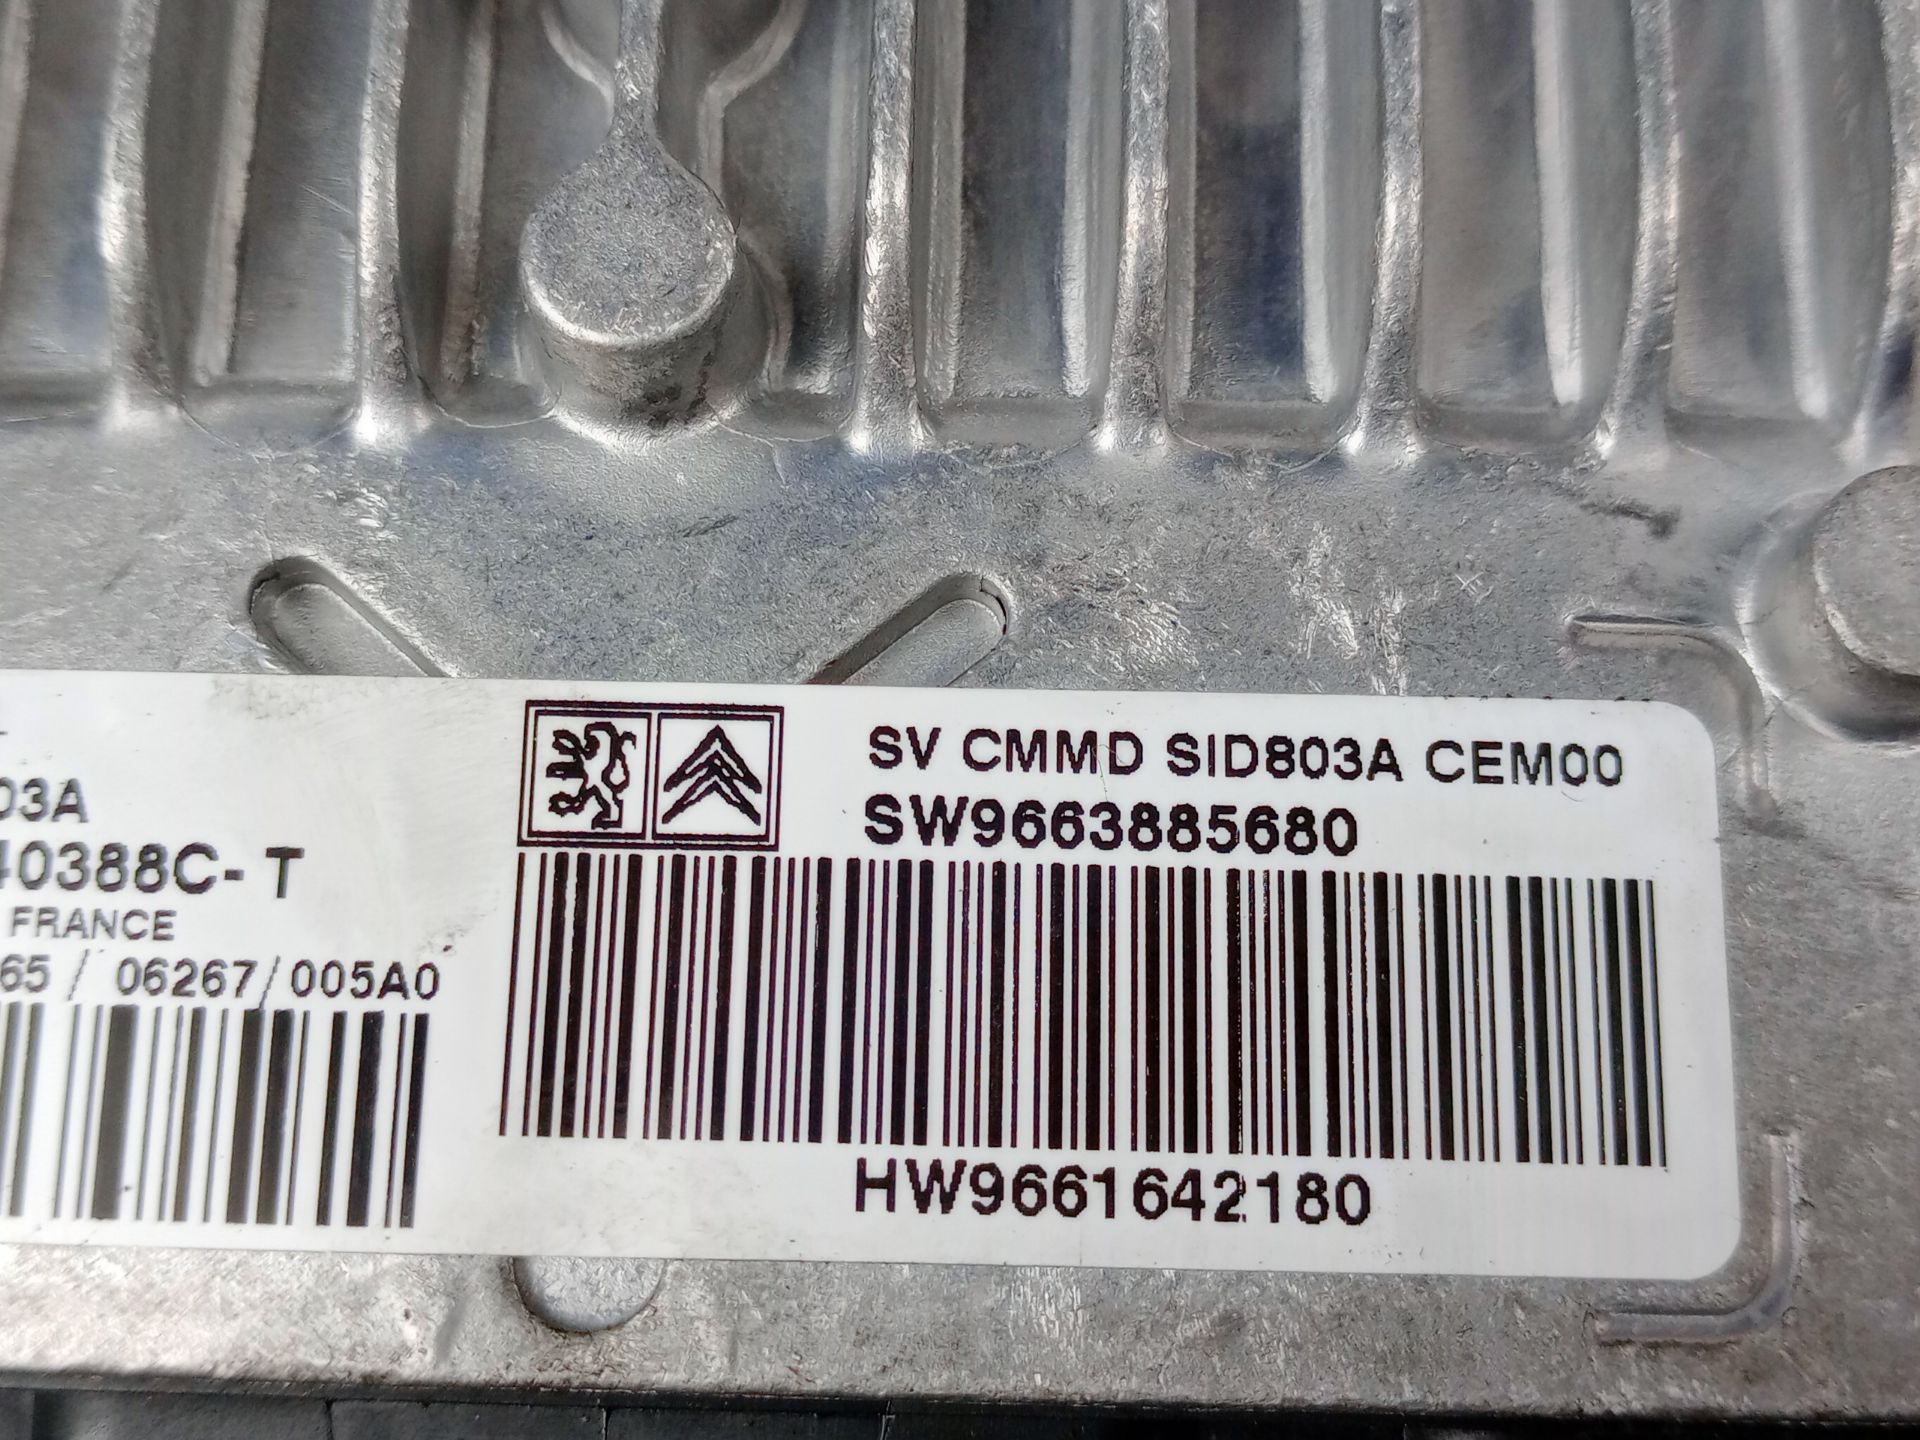 03A
40388C-T
FRANCE
65 / 06267/005A0
SV CMMD SID803A CEM00
SW9663885680
HW9661642180